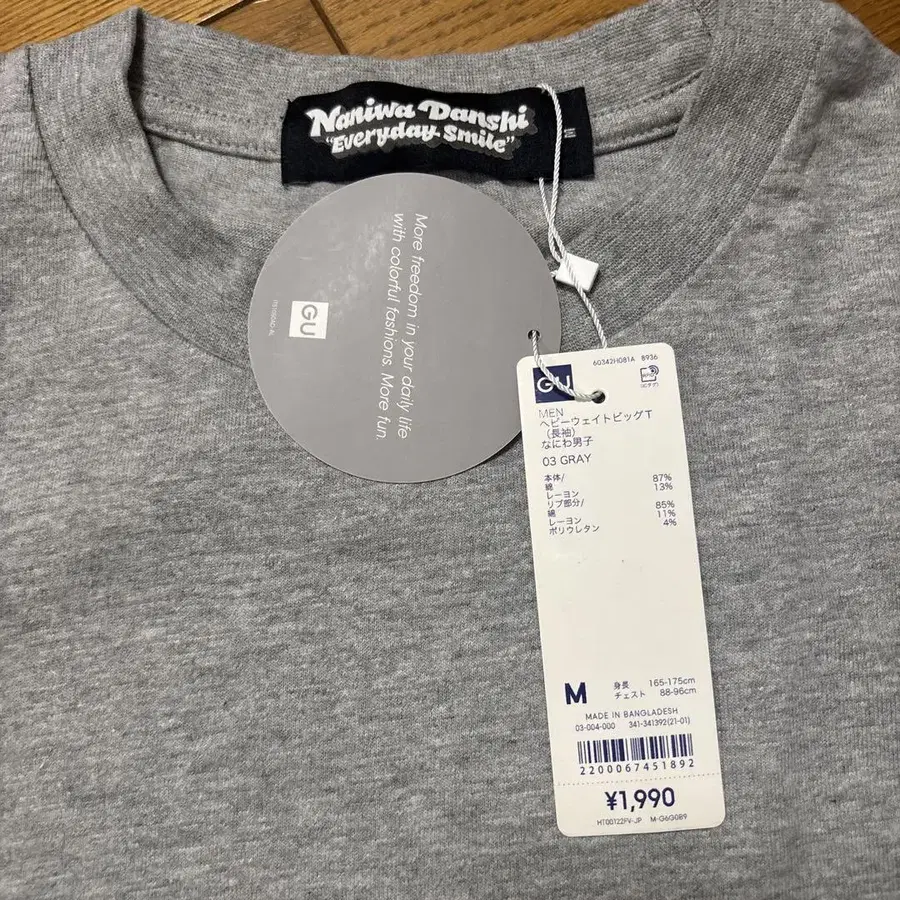 Naniwa Danshi
"Everyday Smile"
More freedom in your daily life
with colorful fashions. More fun.
GU
60342H081A 8936
GU
MEN
ヘビーウェイトビッグT
(長袖)
なにわ男子
03 GRAY
本体/
綿 87%
レーヨン 13%
リブ部分/
綿 85%
レーヨン 11%
ポリウレタン 4%
M
身長 165-175cm
チェスト 88-96cm
MADE IN BANGLADESH
03-004-000 341-341392(21-01)
2200067451892
¥1,990
HT00122FV-JP M-G6G0B9